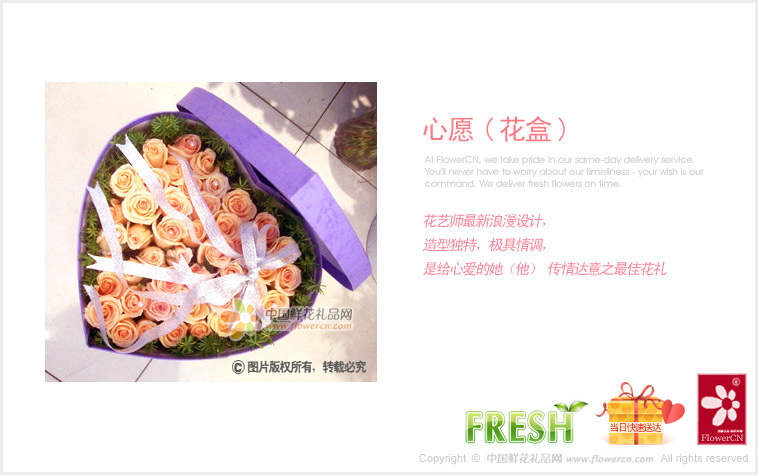 心愿（花盒）
At FlowerCN, we take pride in our same-day delivery service.
You'll never have to worry about our timeliness - your wish is our
command. We deliver fresh flowers on time.
花艺师最新浪漫设计，
造型独特，极具情调，
是给心爱的她（他） 传情达意之最佳花礼
中国鲜花礼品网
www.flowercn.com
© 图片版权所有，转载必究
FRESH
当日快速送达
FlowerCN
Copyright © 中国鲜花礼品网 www.flowercn.com All rights reserved.